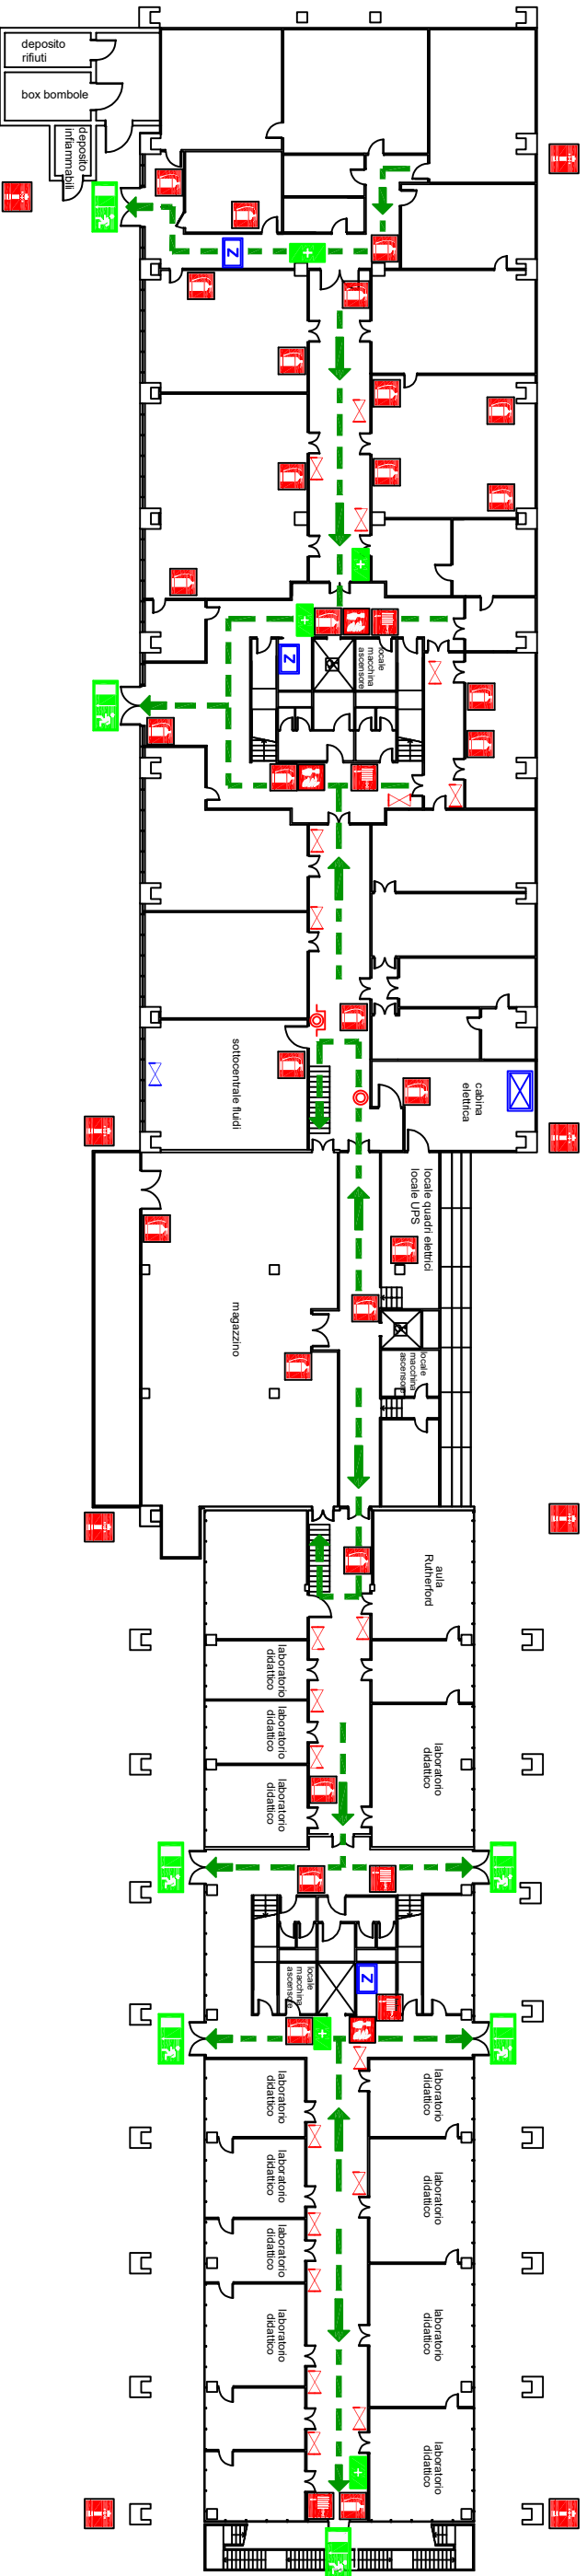 deposito
rifiuti
box bombole
deposito
infiammabili
Z
locale
macchina
ascensore
Z
sottocentrale fluidi
cabina
elettrica
locale quadri elettrici
locale UPS
magazzino
locale
macchina
ascensore
aula
Rutherford
laboratorio
didattico
laboratorio
didattico
laboratorio
didattico
laboratorio
didattico
locale
macchina
ascensore
Z
laboratorio
didattico
laboratorio
didattico
laboratorio
didattico
laboratorio
didattico
laboratorio
didattico
laboratorio
didattico
laboratorio
didattico
laboratorio
didattico